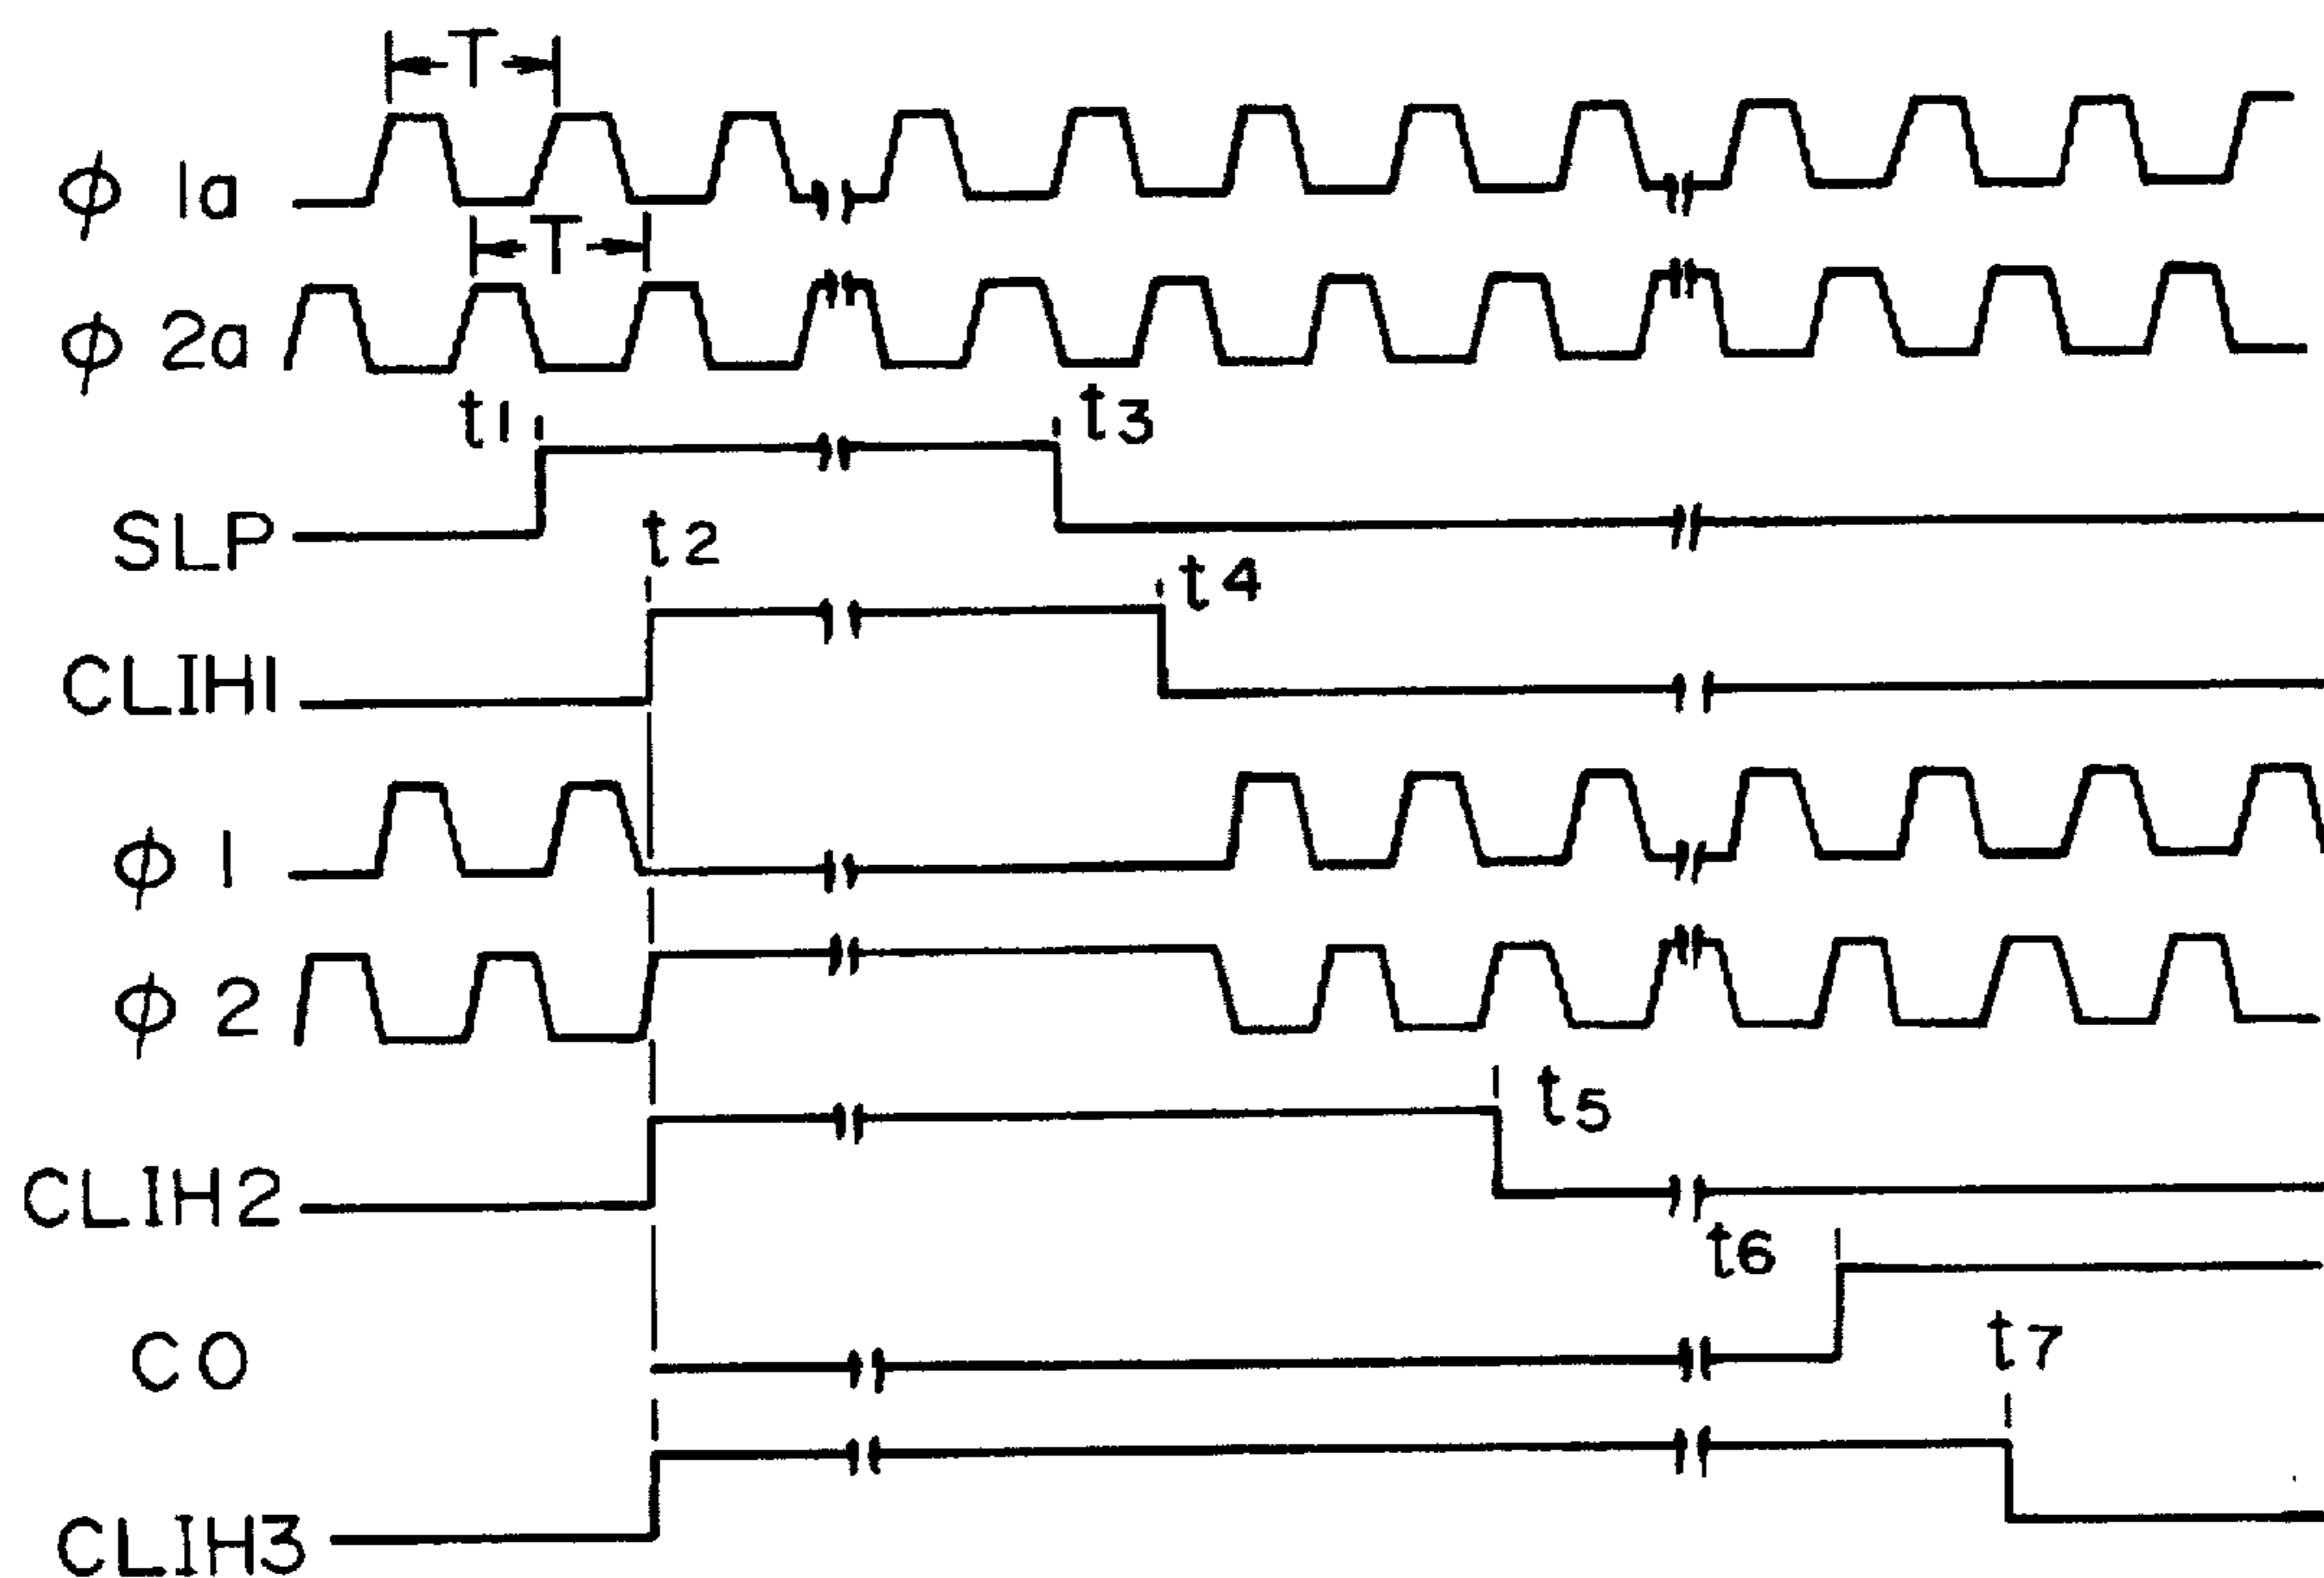 T
φ 1a
T
φ 2a
t1
t3
SLP
t2
t4
CLIH1
φ 1
φ 2
t5
CLIH2
t6
CO
t7
CLIH3